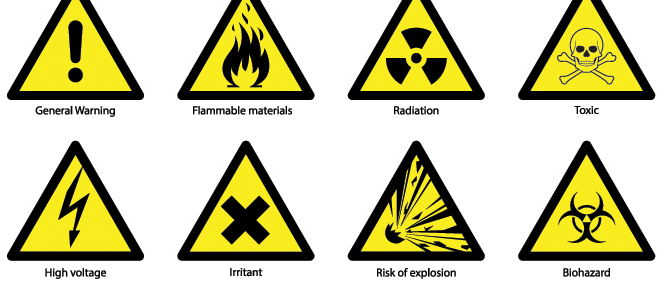 General Warning
Flammable materials
Radiation
Toxic
High voltage
Irritant
Risk of explosion
Biohazard